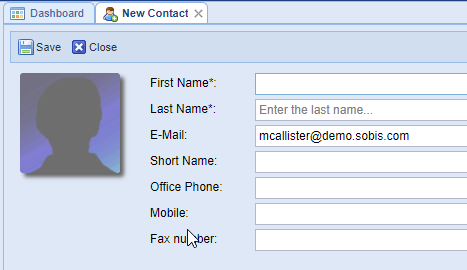 Dashboard New Contact
Save Close
First Name*:
Last Name*: Enter the last name...
E-Mail: mcallister@demo.sobis.com
Short Name:
Office Phone:
Mobile:
Fax number: